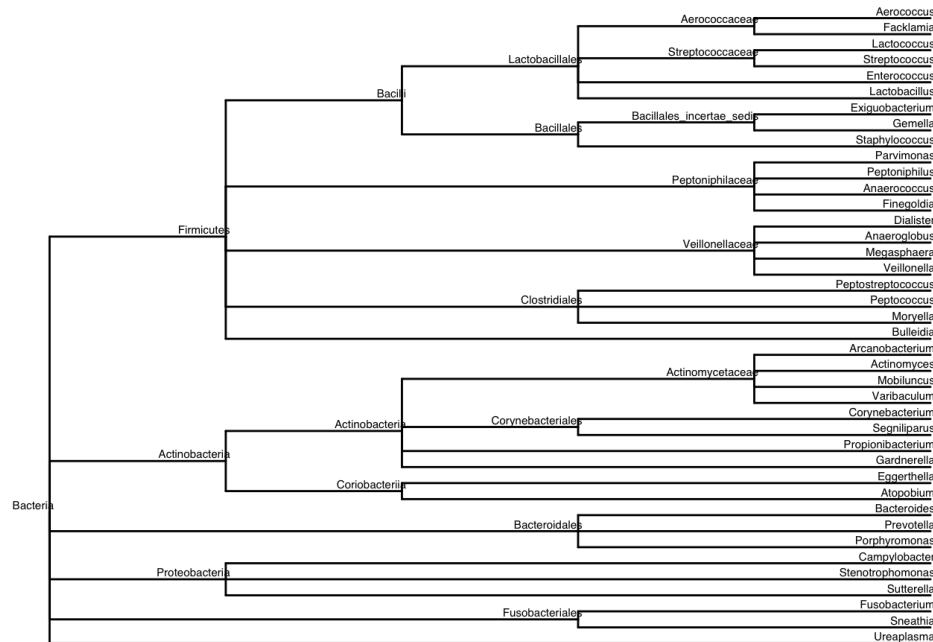 Aerococcus
Aerococcaceae
Facklamia
Lactococcus
Streptococcaceae
Streptococcus
Lactobacillales
Enterococcus
Lactobacillus
Bacilli
Exiguobacterium
Bacillales_incertae_sedis
Gemella
Bacillales
Staphylococcus
Parvimonas
Peptoniphilus
Peptoniphilaceae
Anaerococcus
Finegoldia
Dialister
Firmicutes
Anaeroglobus
Veillonellaceae
Megasphaera
Veillonella
Peptostreptococcus
Clostridiales
Peptococcus
Moryella
Bulleidia
Arcanobacterium
Actinomyces
Actinomycetaceae
Mobiluncus
Varibaculum
Corynebacterium
Corynebacteriales
Actinobacteria
Segniliparus
Propionibacterium
Actinobacteria
Gardnerella
Eggerthella
Coriobacteriia
Atopobium
Bacteria
Bacteroides
Bacteroidales
Prevotella
Porphyromonas
Campylobacter
Proteobacteria
Stenotrophomonas
Sutterella
Fusobacterium
Fusobacteriales
Sneathia
Ureaplasma